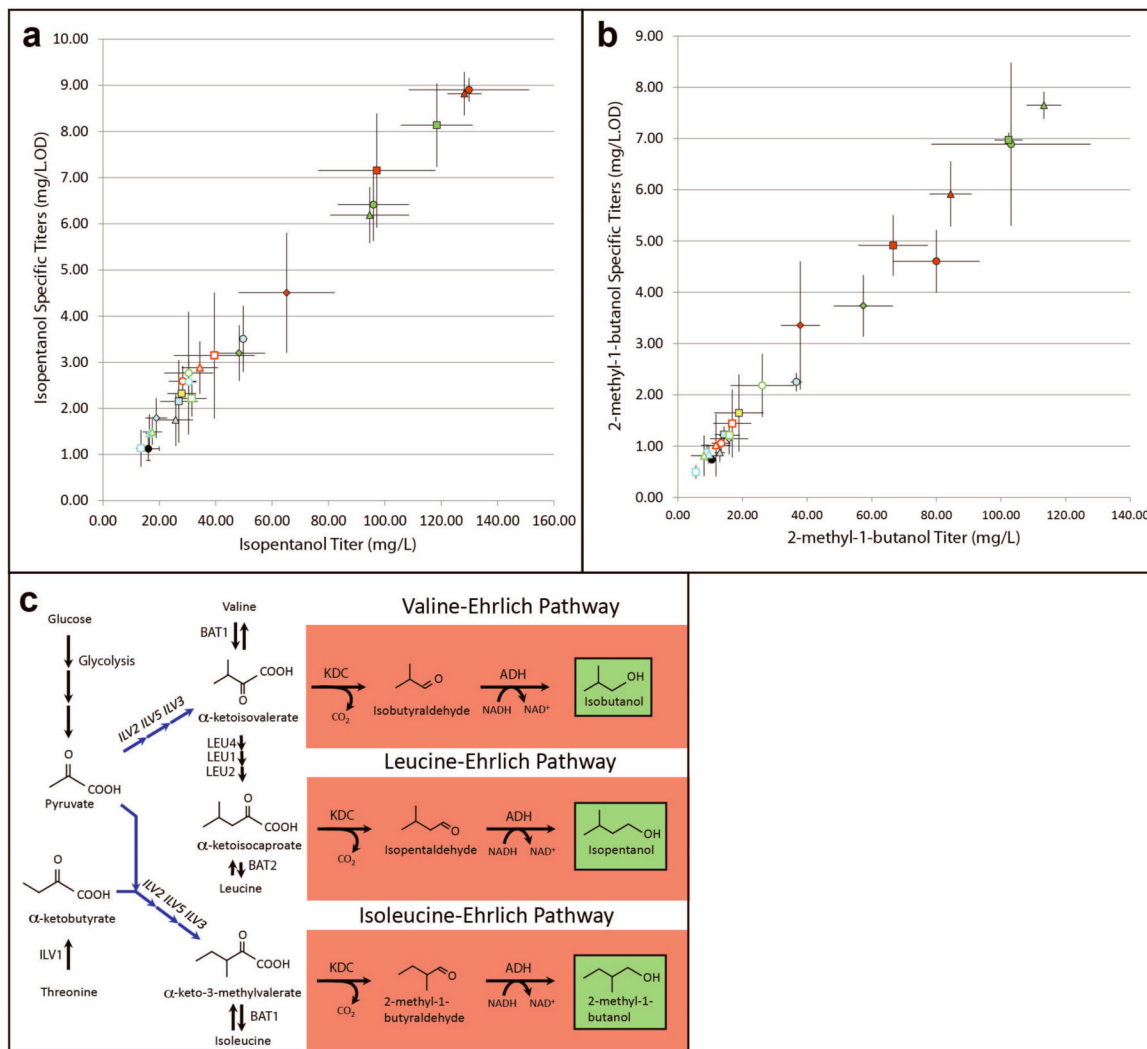 a
10.00
9.00
8.00
7.00
6.00
5.00
4.00
3.00
2.00
1.00
0.00
Isopentanol Specific Titers (mg/L.OD)
0.00 20.00 40.00 60.00 80.00 100.00 120.00 140.00 160.00
Isopentanol Titer (mg/L)
b
9.00
8.00
7.00
6.00
5.00
4.00
3.00
2.00
1.00
0.00
2-methyl-1-butanol Specific Titers (mg/L.OD)
0.00 20.00 40.00 60.00 80.00 100.00 120.00 140.00
2-methyl-1-butanol Titer (mg/L)
c
Valine-Ehrlich Pathway
Glucose
Glycolysis
Valine
BAT1
COOH
O
α-ketoisovalerate
KDC
CO2
O
Isobutyraldehyde
ADH
NADH NAD+
OH
Isobutanol
ILV2 ILV5 ILV3
LEU4
LEU1
LEU2
Leucine-Ehrlich Pathway
O
COOH
Pyruvate
O
COOH
α-ketoisocaproate
BAT2
Leucine
KDC
CO2
O
Isopentaldehyde
ADH
NADH NAD+
OH
Isopentanol
Isoleucine-Ehrlich Pathway
O
COOH
α-ketobutyrate
ILV1
Threonine
ILV2 ILV5 ILV3
O
COOH
α-keto-3-methylvalerate
BAT1
Isoleucine
KDC
CO2
O
2-methyl-1-
butyraldehyde
ADH
NADH NAD+
OH
2-methyl-1-
butanol